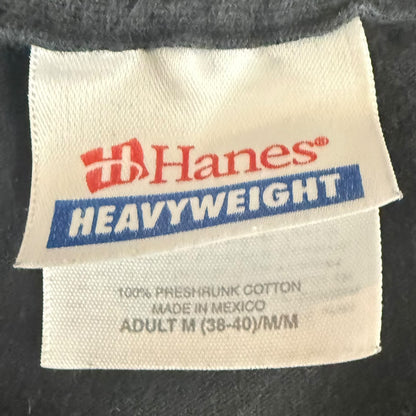 Hanes®
HEAVYWEIGHT
100% PRESHRUNK COTTON
MADE IN MEXICO
ADULT M (38-40)/M/M